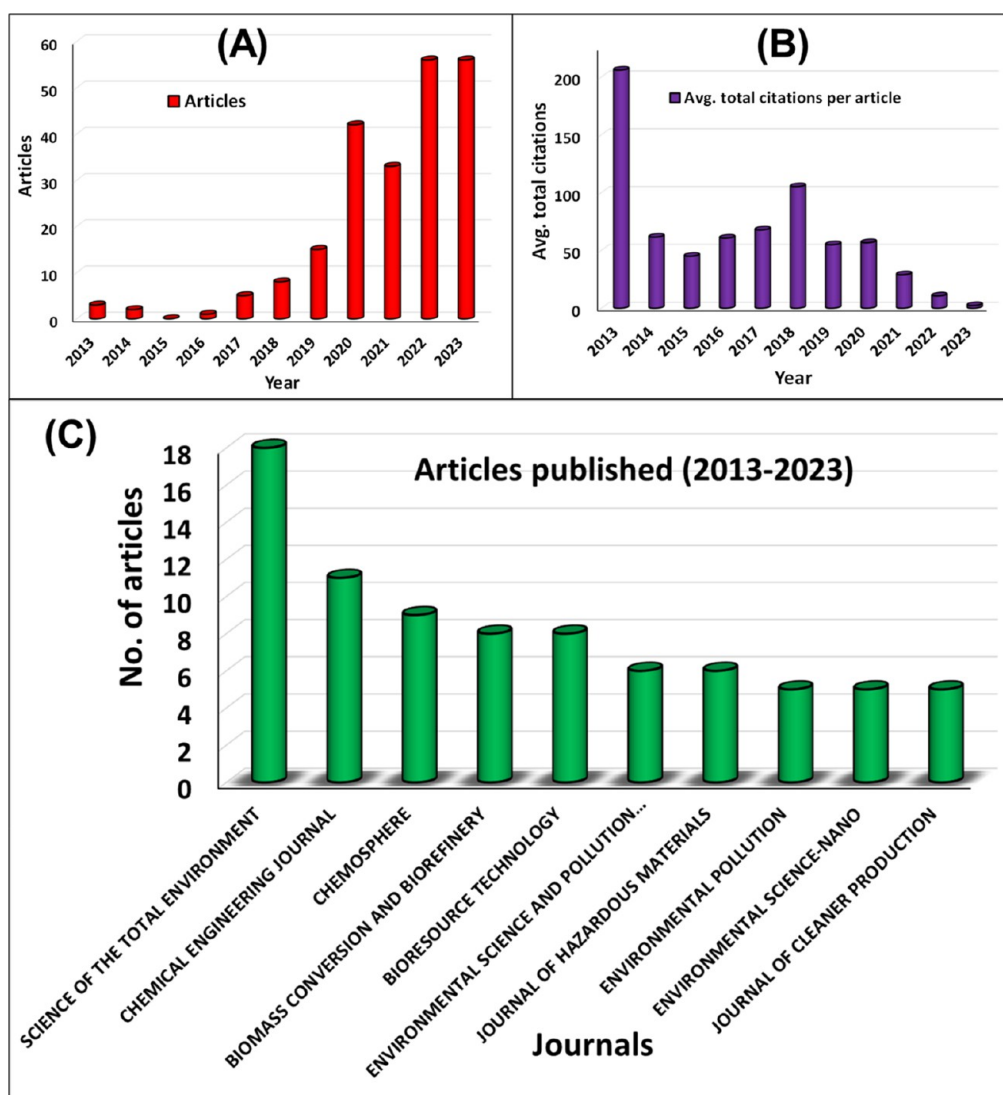 (A)
Articles
60
50
40
30
20
10
0
Articles
2013
2014
2015
2016
2017
2018
2019
2020
2021
2022
2023
Year
(B)
Avg. total citations per article
200
150
100
50
0
Avg. total citations
2013
2014
2015
2016
2017
2018
2019
2020
2021
2022
2023
Year
(C)
Articles published (2013-2023)
18
16
14
12
10
8
6
4
2
0
No. of articles
SCIENCE OF THE TOTAL ENVIRONMENT
CHEMICAL ENGINEERING JOURNAL
CHEMOSPHERE
BIOMASS CONVERSION AND BIOREFINERY
BIORESOURCE TECHNOLOGY
ENVIRONMENTAL SCIENCE AND POLLUTION...
JOURNAL OF HAZARDOUS MATERIALS
ENVIRONMENTAL POLLUTION
ENVIRONMENTAL SCIENCE-NANO
JOURNAL OF CLEANER PRODUCTION
Journals